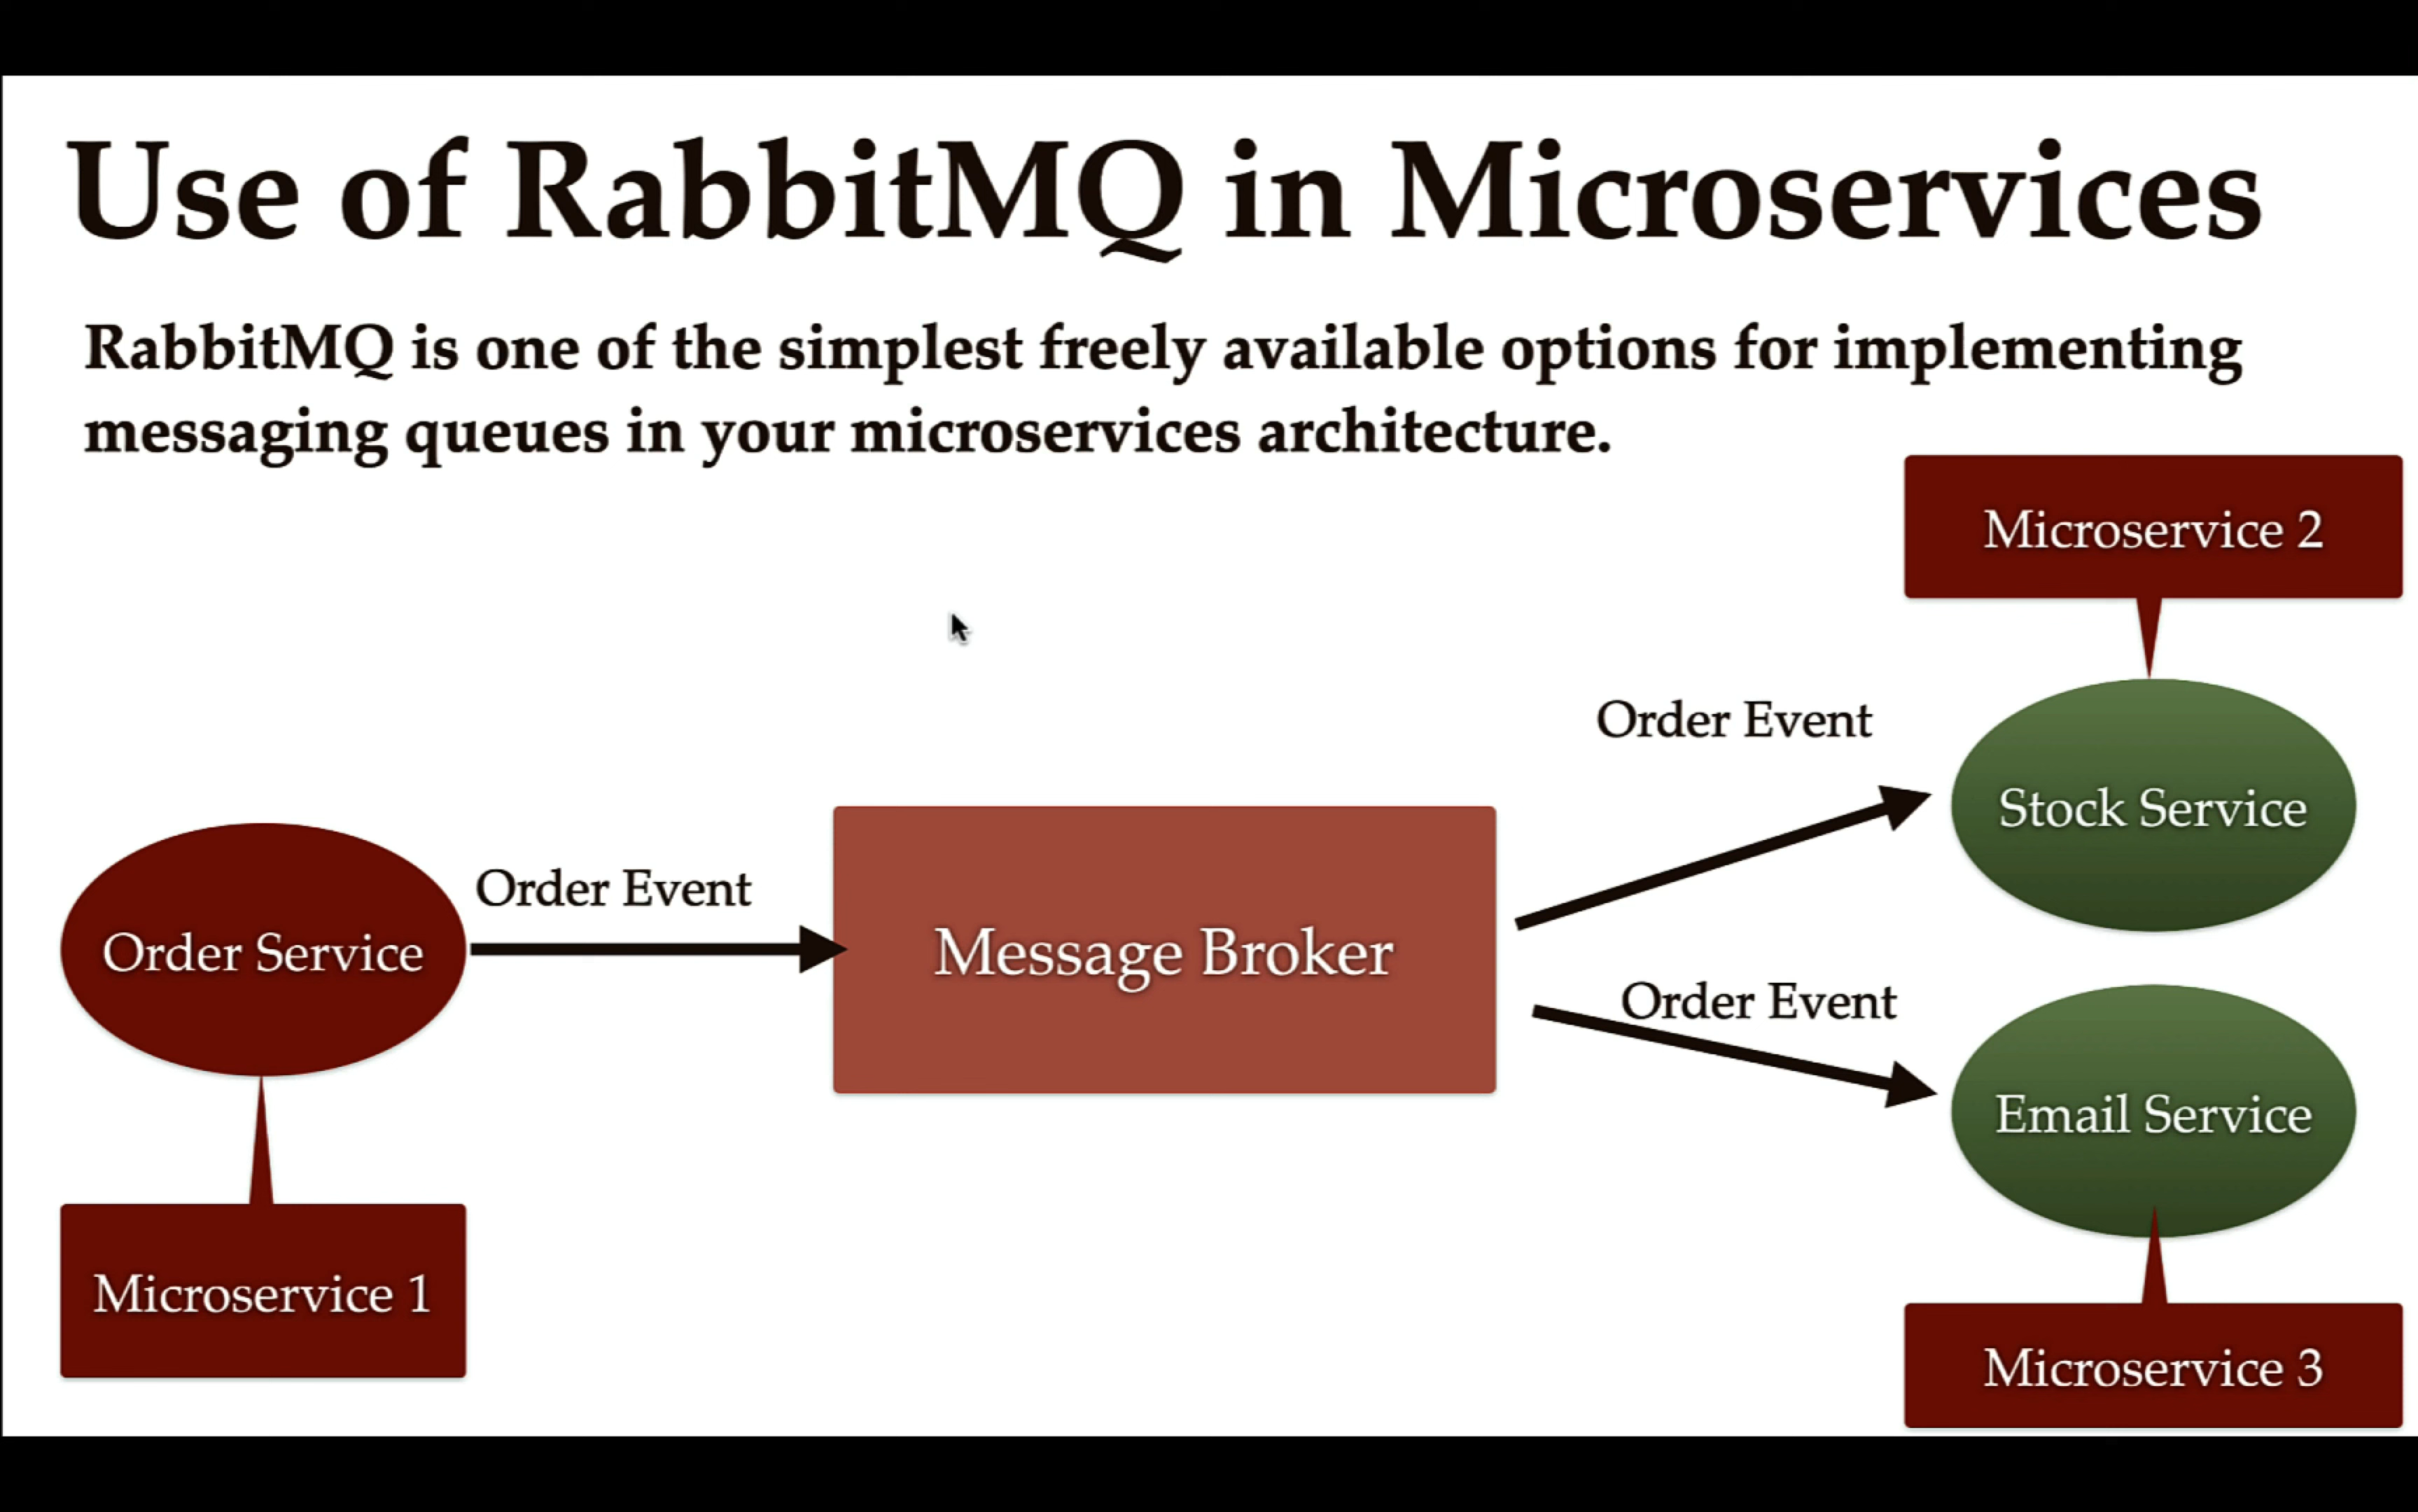 Use of RabbitMQ in Microservices
RabbitMQ is one of the simplest freely available options for implementing
messaging queues in your microservices architecture.
Microservice 2
Order Event
Stock Service
Order Event
Order Service
Message Broker
Order Event
Email Service
Microservice 1
Microservice 3